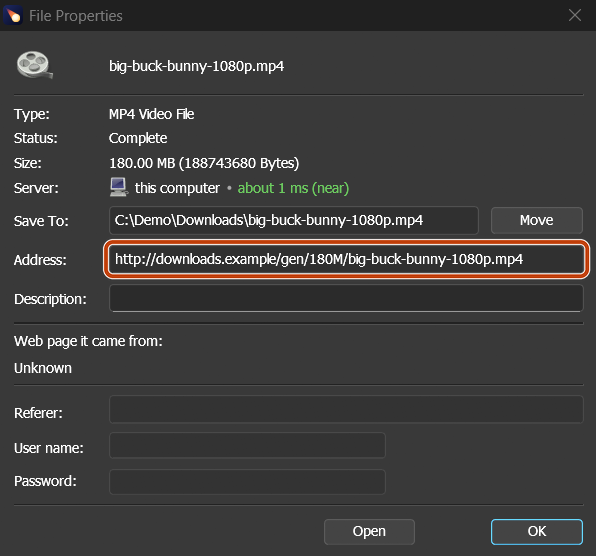 File Properties
big-buck-bunny-1080p.mp4
Type: MP4 Video File
Status: Complete
Size: 180.00 MB (188743680 Bytes)
Server: this computer • about 1 ms (near)
Save To: C:\Demo\Downloads\big-buck-bunny-1080p.mp4 Move
Address: http://downloads.example/gen/180M/big-buck-bunny-1080p.mp4
Description:
Web page it came from:
Unknown
Referer:
User name:
Password:
Open OK